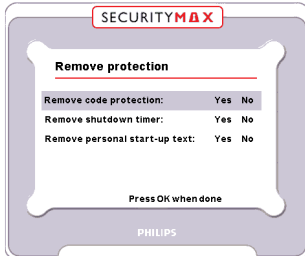 SECURITYMAX
Remove protection
Remove code protection: Yes No
Remove shutdown timer: Yes No
Remove personal start-up text: Yes No
Press OK when done
PHILIPS